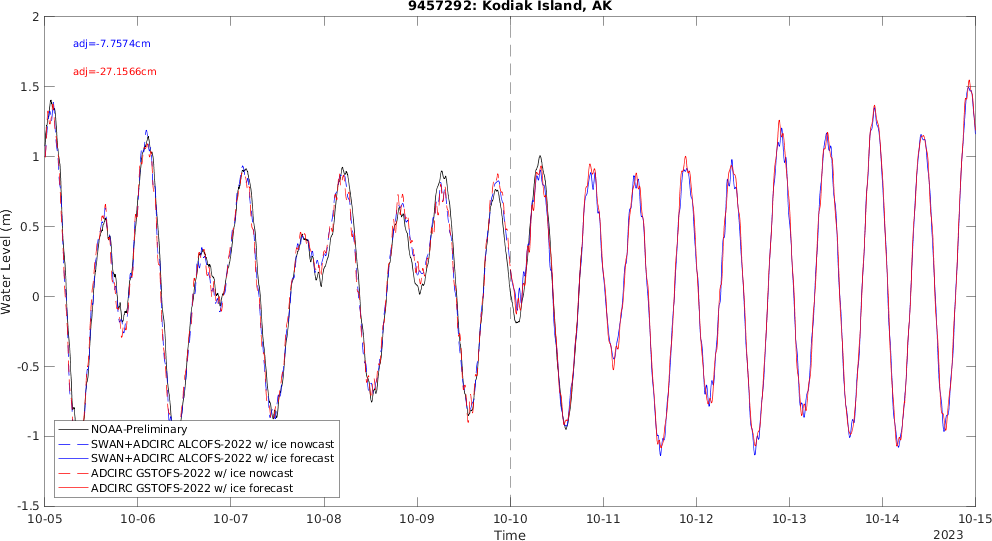 9457292: Kodiak Island, AK
adj=-7.7574cm
adj=-27.1566cm
Water Level (m)
2
1.5
1
0.5
0
-0.5
-1
-1.5
NOAA-Preliminary
SWAN+ADCIRC ALCOFS-2022 w/ ice nowcast
SWAN+ADCIRC ALCOFS-2022 w/ ice forecast
ADCIRC GSTOFS-2022 w/ ice nowcast
ADCIRC GSTOFS-2022 w/ ice forecast
10-05 10-06 10-07 10-08 10-09 10-10 10-11 10-12 10-13 10-14 10-15
Time
2023